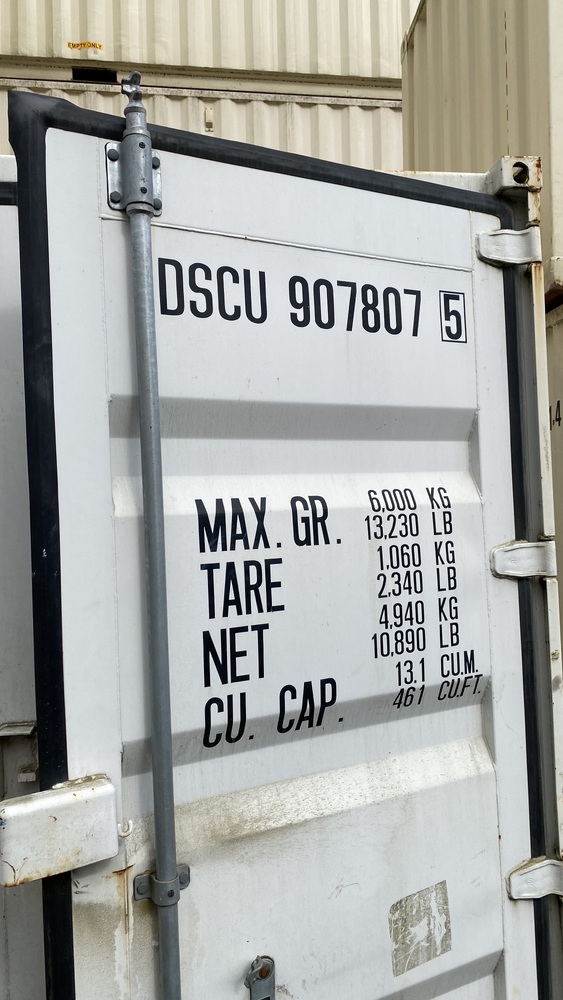 EMPTY ONLY
DSCU 907807 5
MAX. GR. 6,000 KG
13,230 LB
TARE 1.060 KG
2,340 LB
NET 4,940 KG
10,890 LB
CU. CAP. 13.1 CU.M.
461 CU.FT.